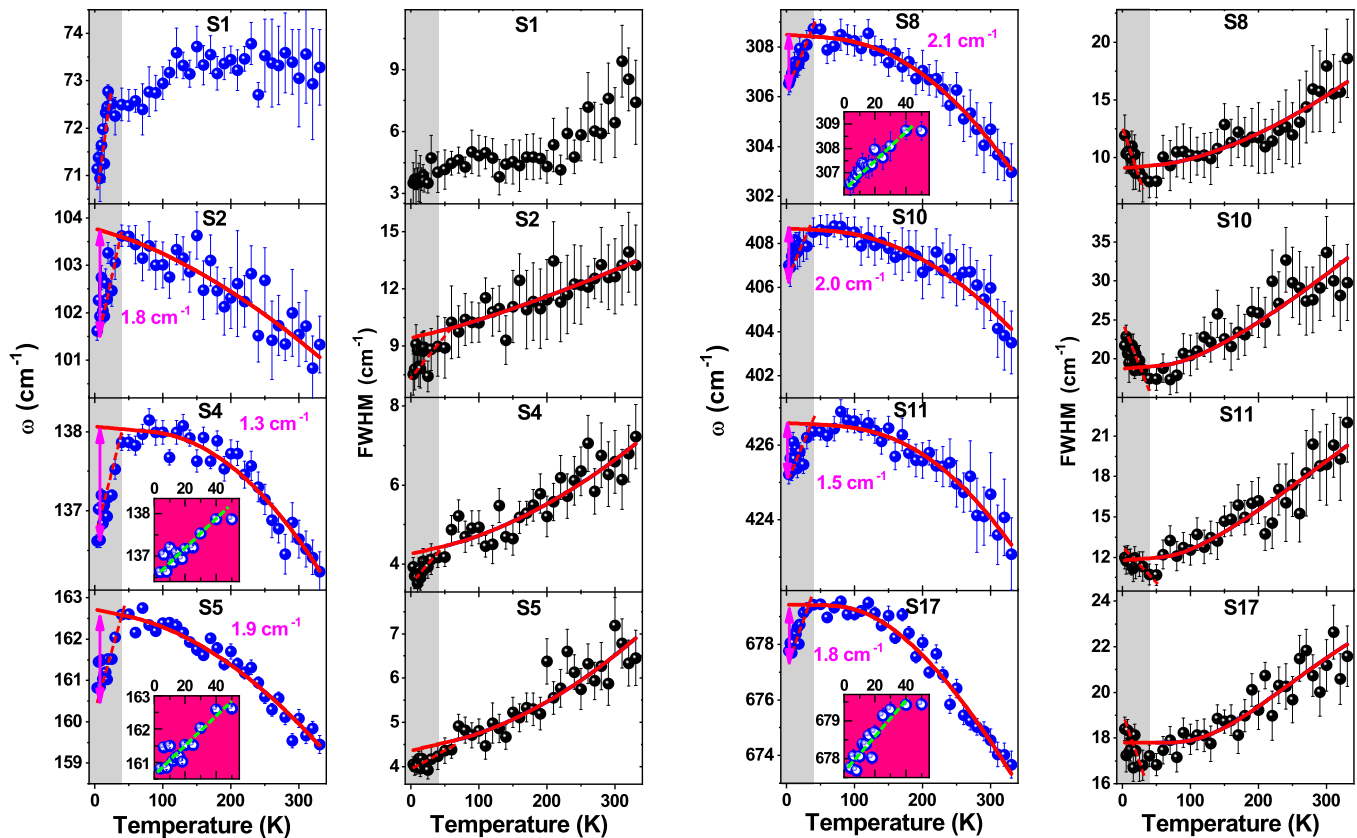 S1
74
73
72
71
S2
104
103
102
101
1.8 cm⁻¹
S4
138
137
1.3 cm⁻¹
0 20 40
138
137
S5
163
162
161
160
159
1.9 cm⁻¹
0 20 40
163
162
161
0 100 200 300
Temperature (K)
ω (cm⁻¹)
S1
9
6
3
S2
15
12
9
6
S4
8
6
4
S5
7
6
5
4
3
0 100 200 300
Temperature (K)
FWHM (cm⁻¹)
S8
308
306
304
302
2.1 cm⁻¹
0 20 40
309
308
307
S10
408
406
404
402
2.0 cm⁻¹
S11
426
424
1.5 cm⁻¹
S17
678
676
674
1.8 cm⁻¹
0 20 40
679
678
0 100 200 300
Temperature (K)
ω (cm⁻¹)
S8
20
15
10
5
S10
35
30
25
20
S11
21
18
15
12
S17
24
22
20
18
16
0 100 200 300
Temperature (K)
FWHM (cm⁻¹)